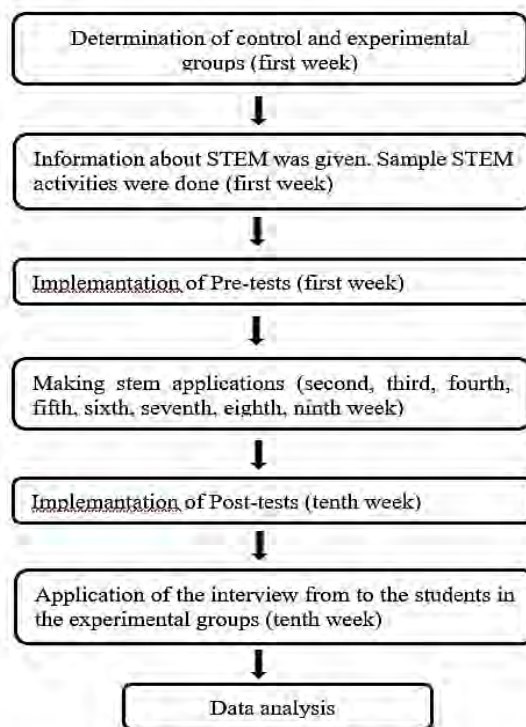 Determination of control and experimental
groups (first week)
Information about STEM was given. Sample STEM
activities were done (first week)
Implemantation of Pre-tests (first week)
Making stem applications (second, third, fourth,
fifth, sixth, seventh, eighth, ninth week)
Implemantation of Post-tests (tenth week)
Application of the interview from to the students in
the experimental groups (tenth week)
Data analysis